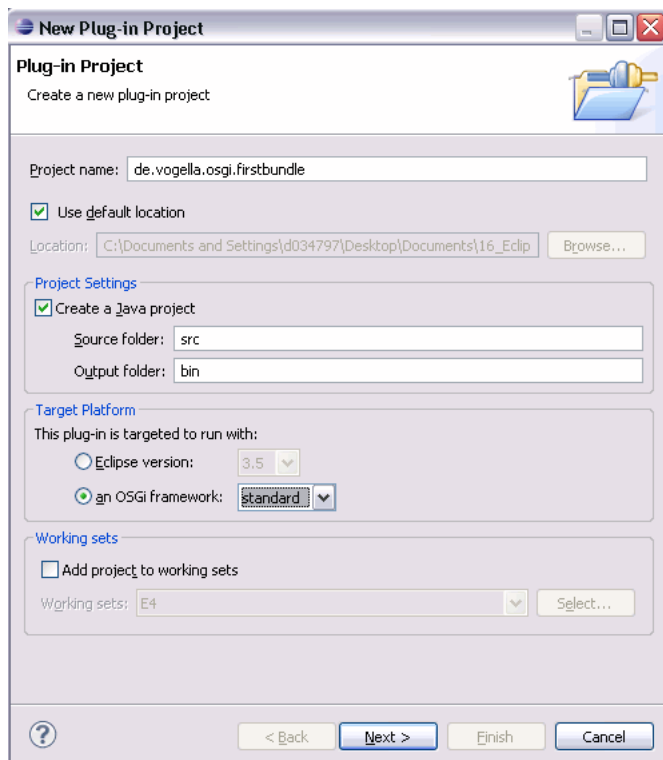 New Plug-in Project
Plug-in Project
Create a new plug-in project
Project name: de.vogella.osgi.firstbundle
Use default location
Location: C:\Documents and Settings\d034797\Desktop\Documents\16_Eclip Browse...
Project Settings
Create a Java project
Source folder: src
Output folder: bin
Target Platform
This plug-in is targeted to run with:
Eclipse version: 3.5
an OSGi framework: standard
Working sets
Add project to working sets
Working sets: E4 Select...
? < Back Next > Finish Cancel